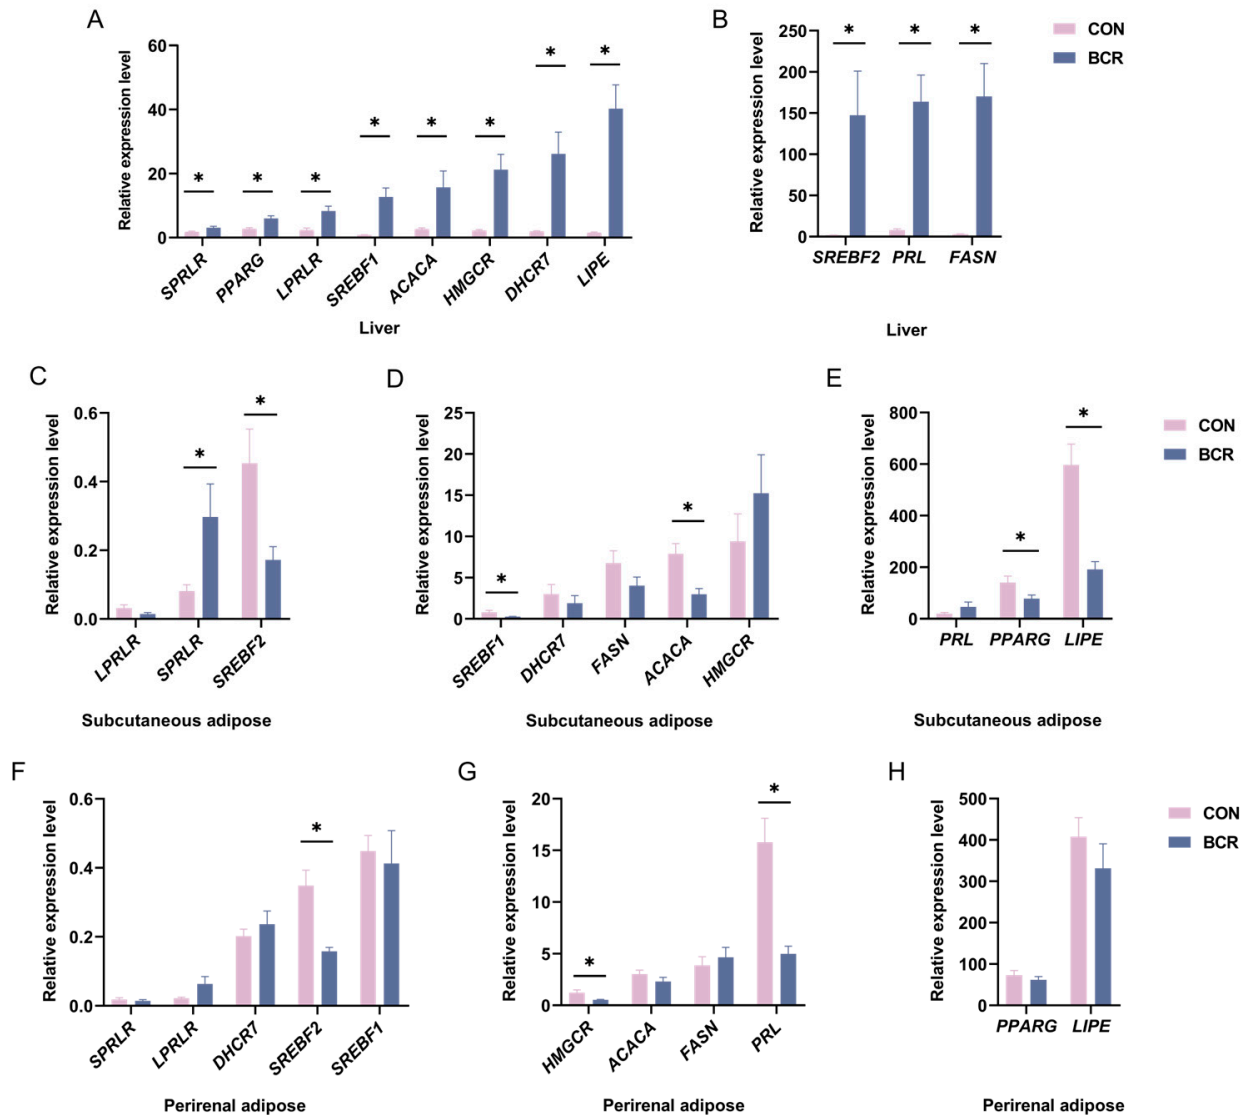 A
Relative expression level
60
40
20
0
*
*
*
*
*
*
*
*
SPRLR
PPARG
LPRLR
SREBF1
ACACA
HMGCR
DHCR7
LIPE
Liver
B
Relative expression level
250
200
150
100
50
0
*
*
*
SREBF2
PRL
FASN
Liver
CON
BCR
C
Relative expression level
0.6
0.4
0.2
0.0
*
*
LPRLR
SPRLR
SREBF2
Subcutaneous adipose
D
Relative expression level
25
20
15
10
5
0
*
*
SREBF1
DHCR7
FASN
ACACA
HMGCR
Subcutaneous adipose
E
Relative expression level
800
600
400
200
0
*
*
PRL
PPARG
LIPE
Subcutaneous adipose
CON
BCR
F
Relative expression level
0.6
0.4
0.2
0.0
*
SPRLR
LPRLR
DHCR7
SREBF2
SREBF1
Perirenal adipose
G
Relative expression level
20
15
10
5
0
*
*
HMGCR
ACACA
FASN
PRL
Perirenal adipose
H
Relative expression level
500
400
300
200
100
0
PPARG
LIPE
Perirenal adipose
CON
BCR